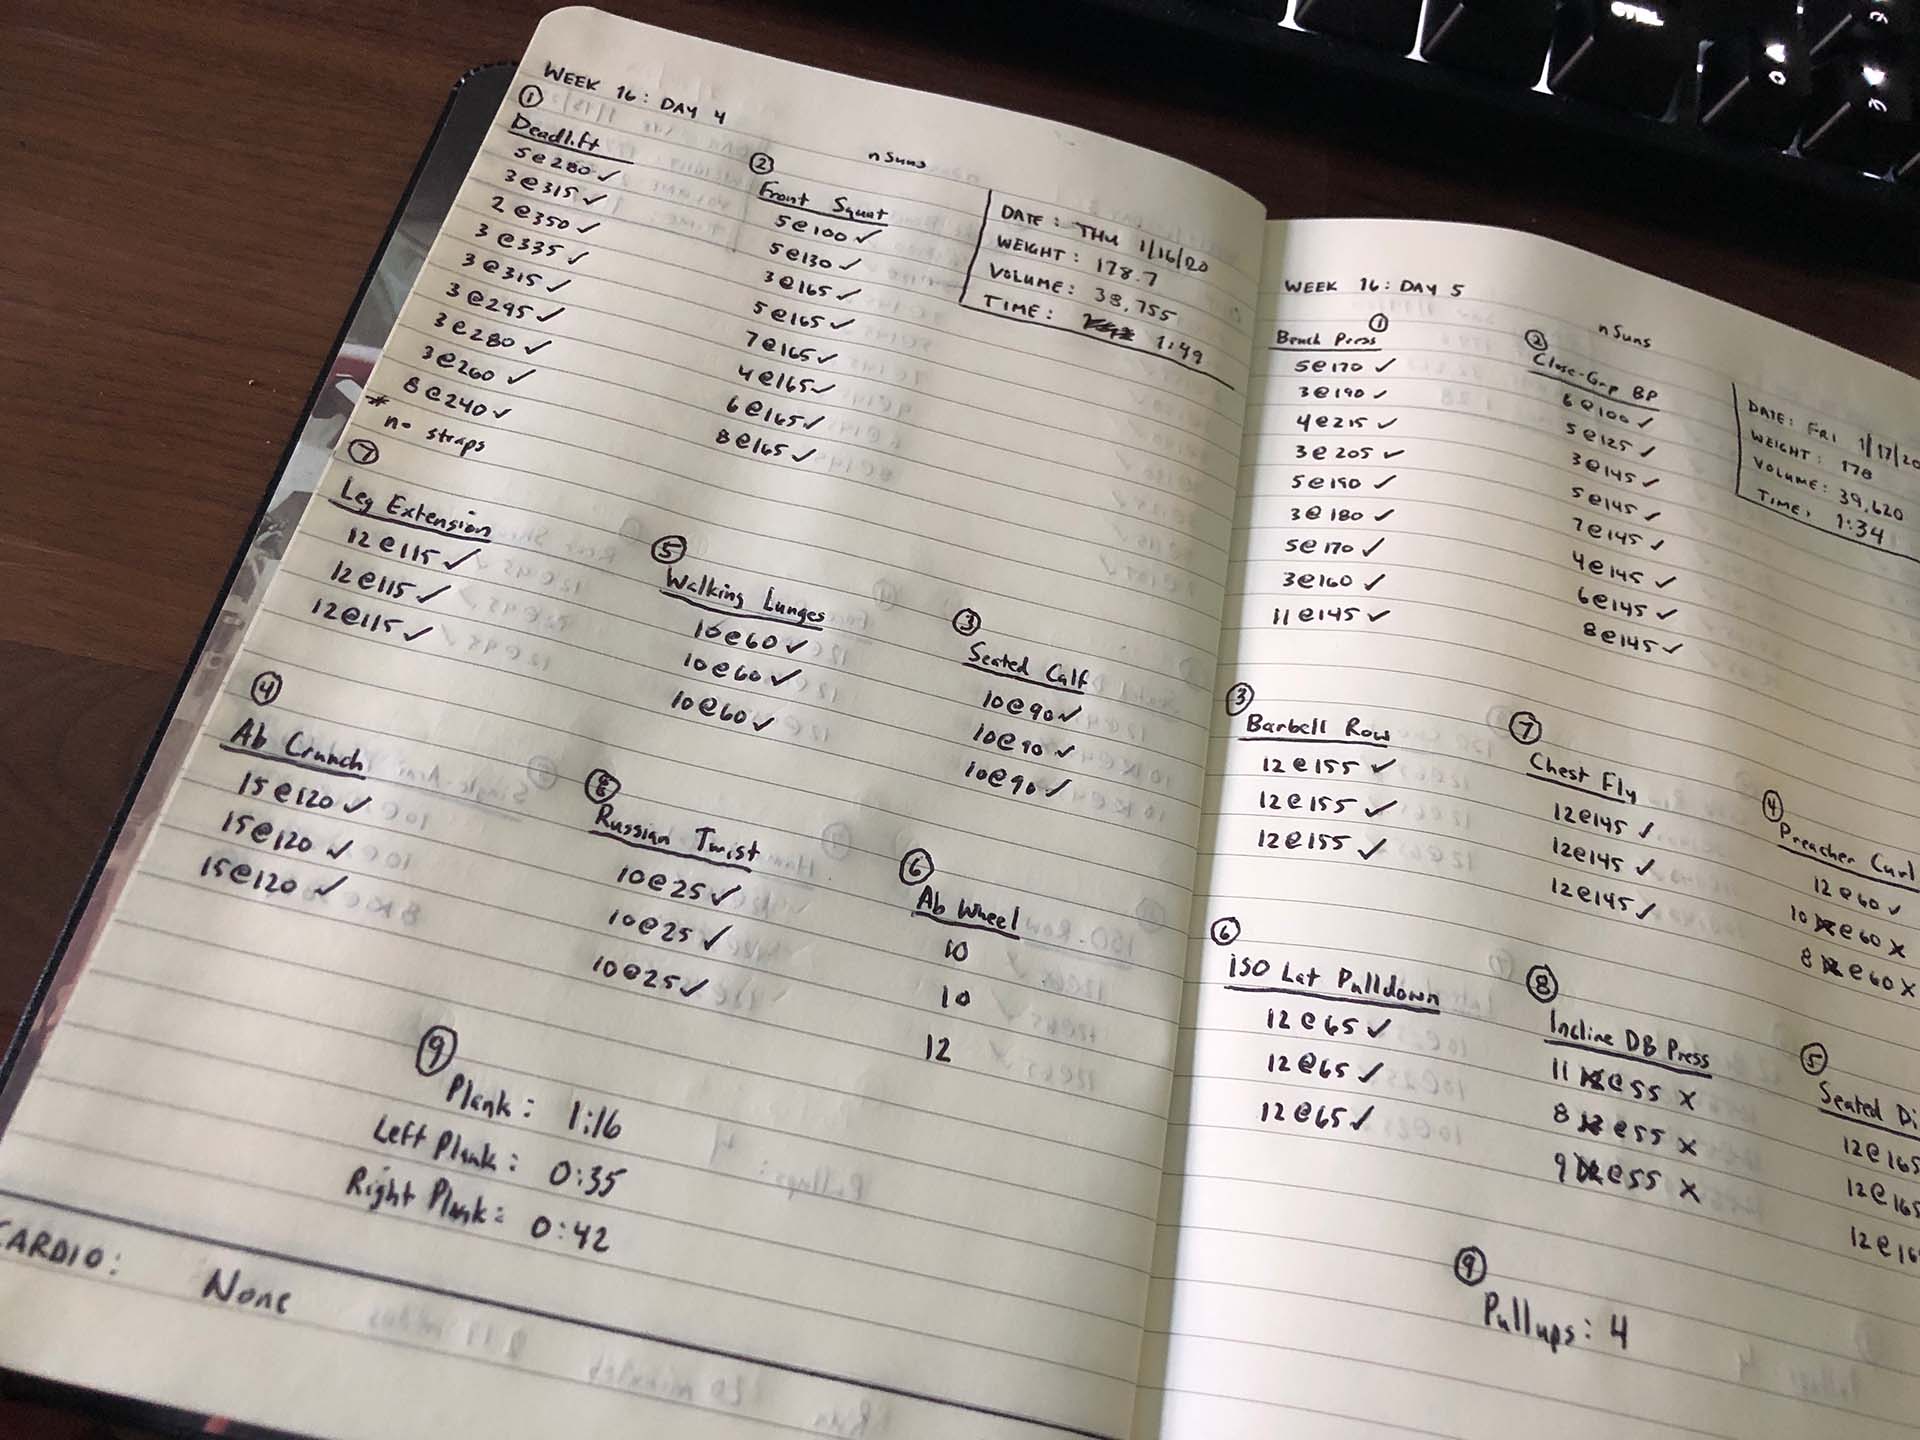 WEEK 16: DAY 4
nSuns
DATE: THU 1/16/20
WEIGHT: 178.7
VOLUME: 38,755
TIME: 1:49
①
Deadlift
5@280 ✓
3@315 ✓
2@350 ✓
3@335 ✓
3@315 ✓
3@295 ✓
3@280 ✓
3@260 ✓
8@240 ✓
* no straps
②
Front Squat
5@100 ✓
5@130 ✓
3@165 ✓
5@165 ✓
7@165 ✓
4@165 ✓
6@165 ✓
8@165 ✓
⑦
Leg Extension
12@115 ✓
12@115 ✓
12@115 ✓
⑤
Walking Lunges
10@60 ✓
10@60 ✓
10@60 ✓
③
Seated Calf
10@90 ✓
10@90 ✓
10@90 ✓
④
Ab Crunch
15@120 ✓
15@120 ✓
15@120 ✓
⑧
Russian Twist
10@25 ✓
10@25 ✓
10@25 ✓
⑥
Ab Wheel
10
10
12
⑨
Plank: 1:16
Left Plank: 0:35
Right Plank: 0:42
CARDIO: None
WEEK 16: DAY 5
nSuns
DATE: FRI 1/17/20
WEIGHT: 178
VOLUME: 39,620
TIME: 1:34
①
Bench Press
5@170 ✓
3@190 ✓
4@215 ✓
3@205 ✓
5@190 ✓
3@180 ✓
5@170 ✓
3@160 ✓
11@145 ✓
②
Close-Grip BP
6@100 ✓
5@125 ✓
3@145 ✓
5@145 ✓
7@145 ✓
4@145 ✓
6@145 ✓
8@145 ✓
③
Barbell Row
12@155 ✓
12@155 ✓
12@155 ✓
⑦
Chest Fly
12@145 ✓
12@145 ✓
12@145 ✓
④
Preacher Curl
12@60 ✓
10 12@60 X
8 12@60 X
⑥
ISO Lat Pulldown
12@65 ✓
12@65 ✓
12@65 ✓
⑧
Incline DB Press
11 12@55 X
8 12@55 X
9 12@55 X
⑤
Seated Di
12@165
12@165
12@16
⑨
Pullups: 4
CTRL